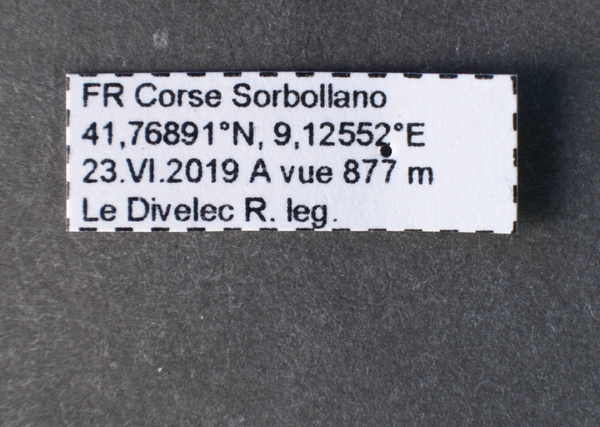 FR Corse Sorbollano
41,76891°N, 9,12552°E
23.VI.2019 A vue 877 m
Le Divelec R. leg.